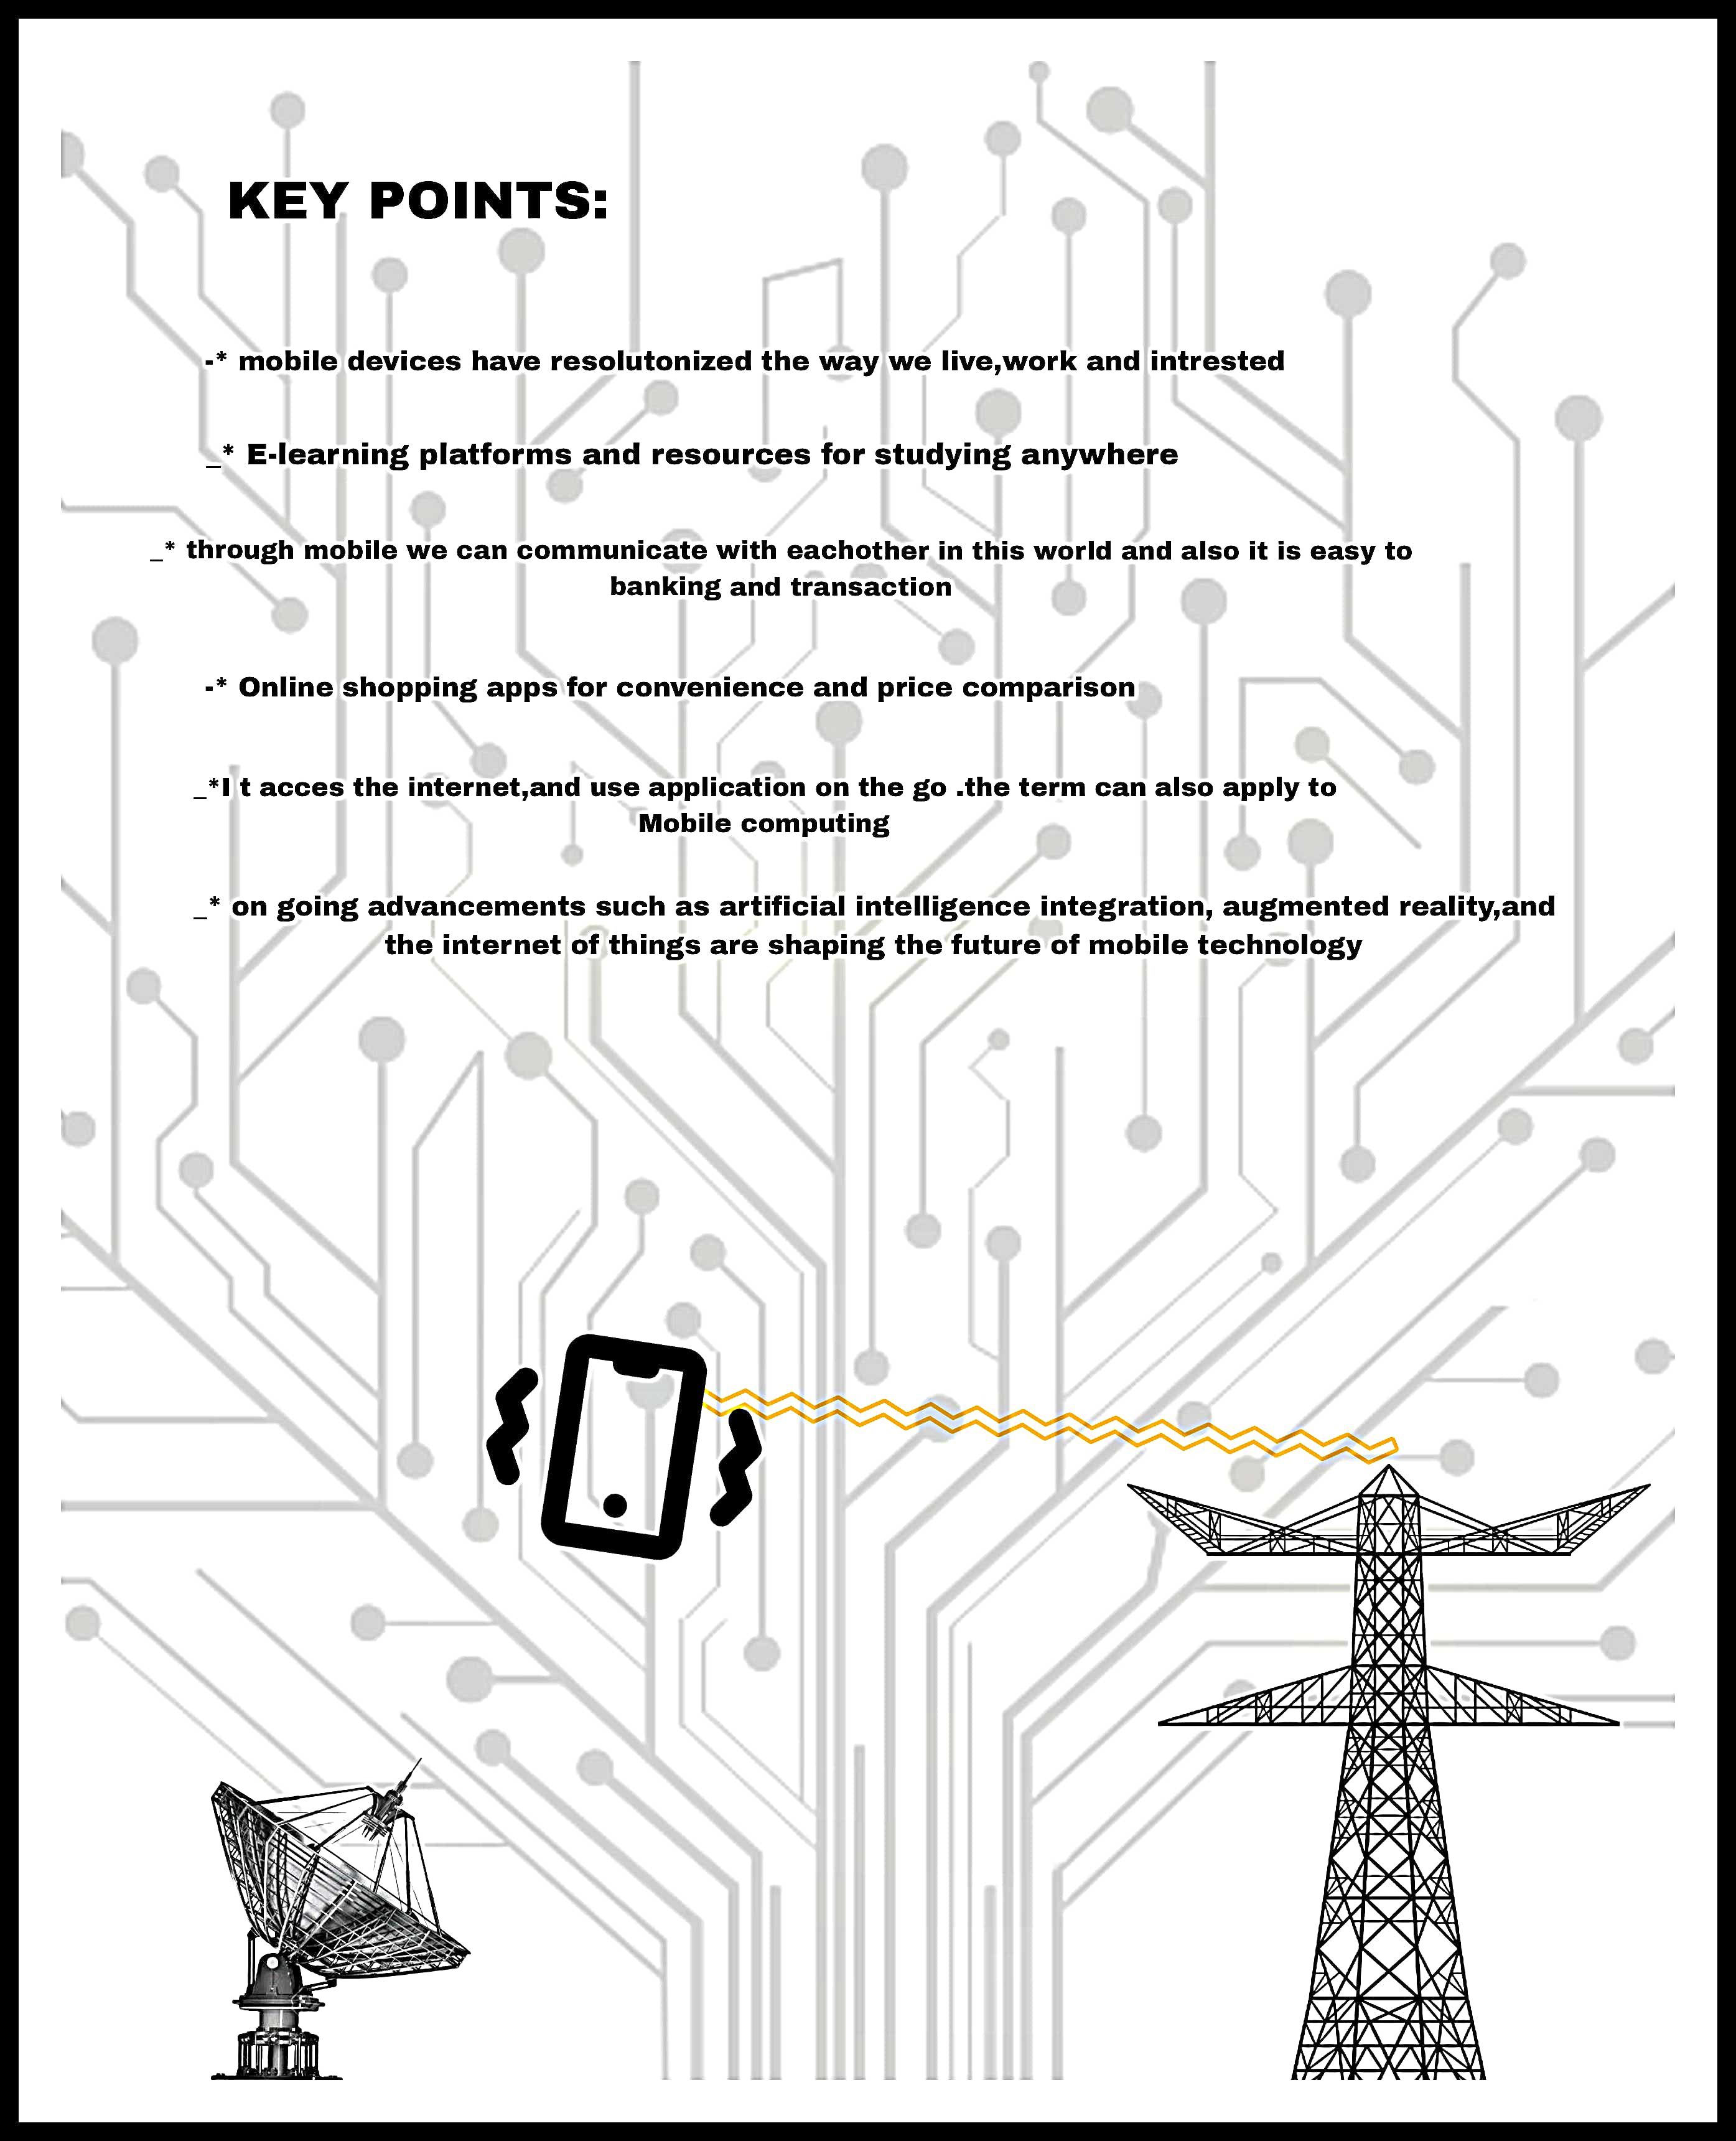 KEY POINTS:
-* mobile devices have resolutonized the way we live,work and intrested
_* E-learning platforms and resources for studying anywhere
_* through mobile we can communicate with eachother in this world and also it is easy to
banking and transaction
-* Online shopping apps for convenience and price comparison
_*I t acces the internet,and use application on the go .the term can also apply to
Mobile computing
_* on going advancements such as artificial intelligence integration, augmented reality,and
the internet of things are shaping the future of mobile technology